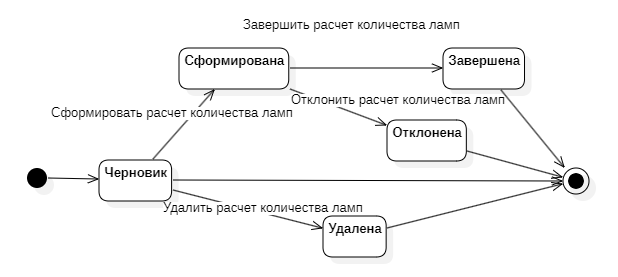 Завершить расчет количества ламп
Сформирована
Завершена
Отклонить расчет количества ламп
Сформировать расчет количества ламп
Отклонена
Черновик
Удалить расчет количества ламп
Удалена